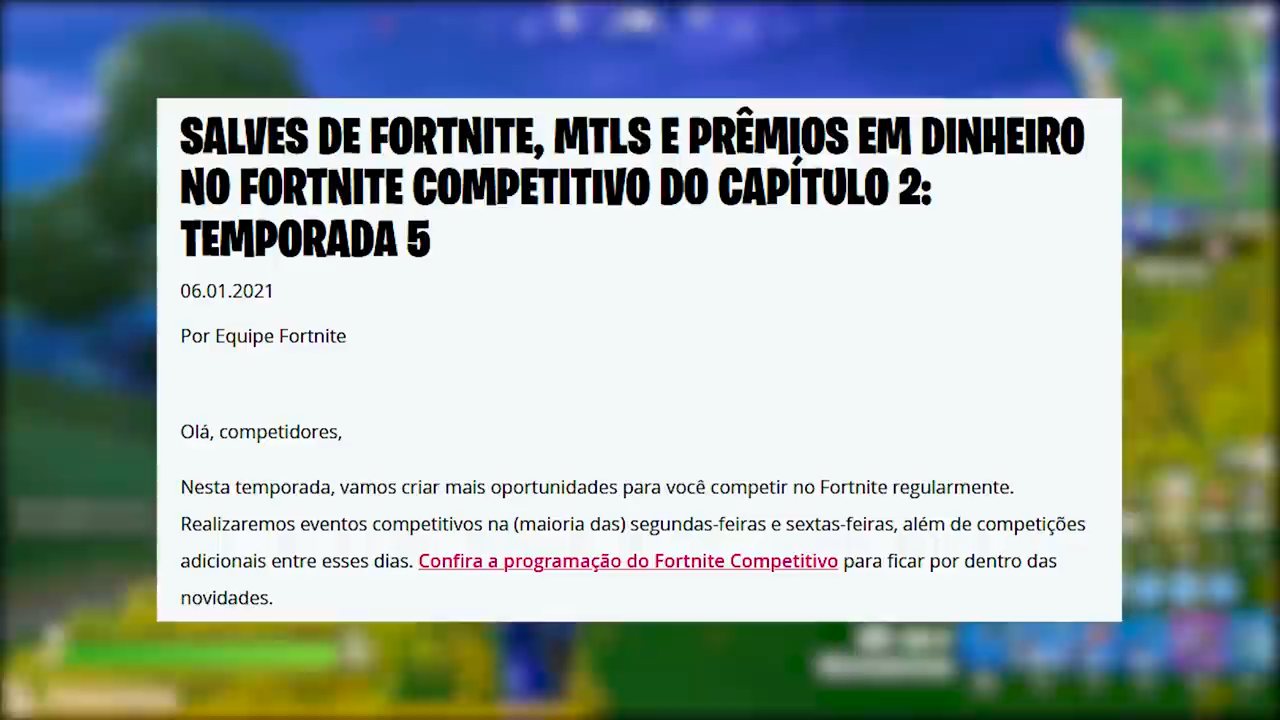 SALVES DE FORTNITE, MTLS E PRÊMIOS EM DINHEIRO
NO FORTNITE COMPETITIVO DO CAPÍTULO 2:
TEMPORADA 5
06.01.2021
Por Equipe Fortnite
Olá, competidores,
Nesta temporada, vamos criar mais oportunidades para você competir no Fortnite regularmente.
Realizaremos eventos competitivos na (maioria das) segundas-feiras e sextas-feiras, além de competições
adicionais entre esses dias. Confira a programação do Fortnite Competitivo para ficar por dentro das
novidades.